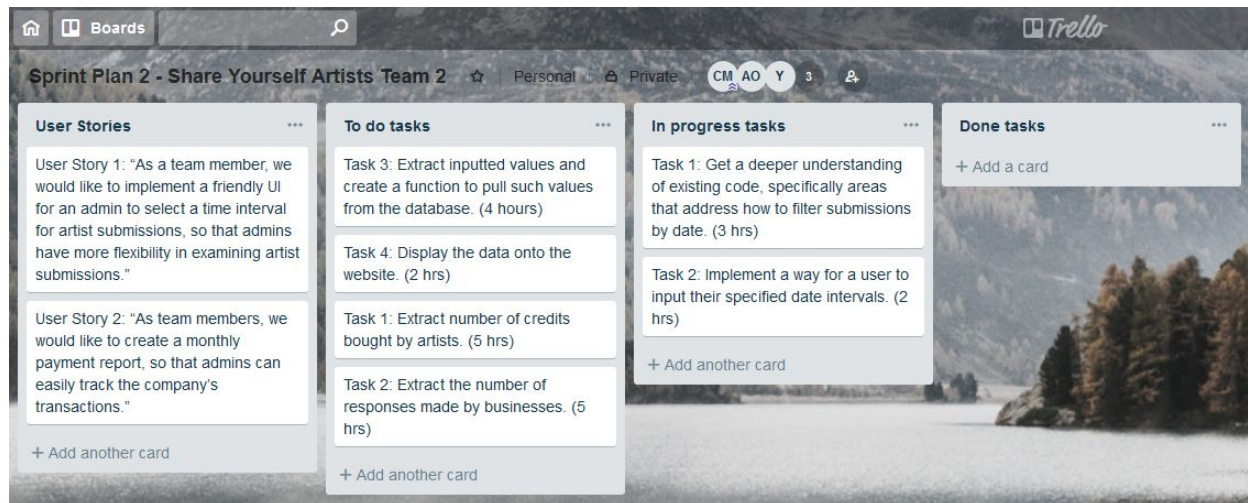 Boards
Trello
Sprint Plan 2 - Share Yourself Artists Team 2
Personal
Private
CM
AO
Y
3
User Stories
User Story 1: “As a team member, we
would like to implement a friendly UI
for an admin to select a time interval
for artist submissions, so that admins
have more flexibility in examining artist
submissions.”
User Story 2: “As team members, we
would like to create a monthly
payment report, so that admins can
easily track the company’s
transactions.”
+ Add another card
To do tasks
Task 3: Extract inputted values and
create a function to pull such values
from the database. (4 hours)
Task 4: Display the data onto the
website. (2 hrs)
Task 1: Extract number of credits
bought by artists. (5 hrs)
Task 2: Extract the number of
responses made by businesses. (5
hrs)
+ Add another card
In progress tasks
Task 1: Get a deeper understanding
of existing code, specifically areas
that address how to filter submissions
by date. (3 hrs)
Task 2: Implement a way for a user to
input their specified date intervals. (2
hrs)
+ Add another card
Done tasks
+ Add a card